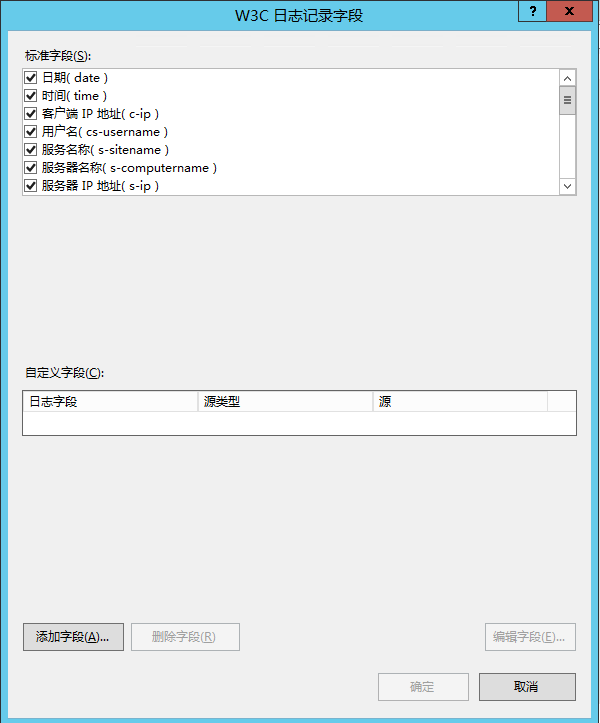 W3C 日志记录字段
?
x
标准字段(S):
日期( date )
时间( time )
客户端 IP 地址( c-ip )
用户名( cs-username )
服务名称( s-sitename )
服务器名称( s-computername )
服务器 IP 地址( s-ip )
自定义字段(C):
日志字段 源类型 源
添加字段(A)... 删除字段(R) 编辑字段(E)...
确定 取消